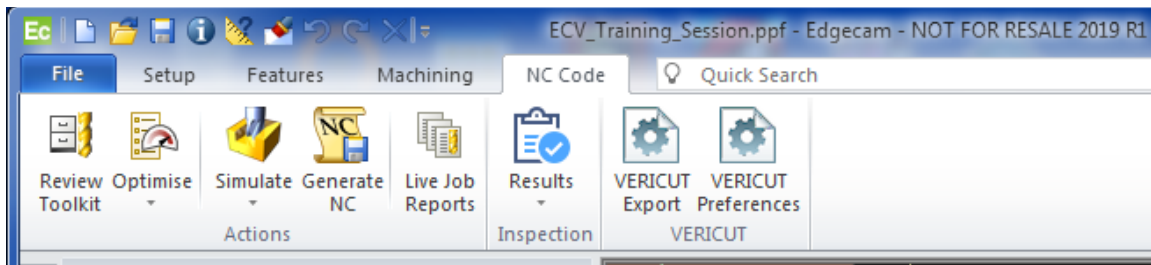 Ec ECV_Training_Session.ppf - Edgecam - NOT FOR RESALE 2019 R1
File Setup Features Machining NC Code Quick Search
NC
Review Optimise Simulate Generate Live Job Results VERICUT VERICUT
Toolkit NC Reports Export Preferences
Actions Inspection VERICUT